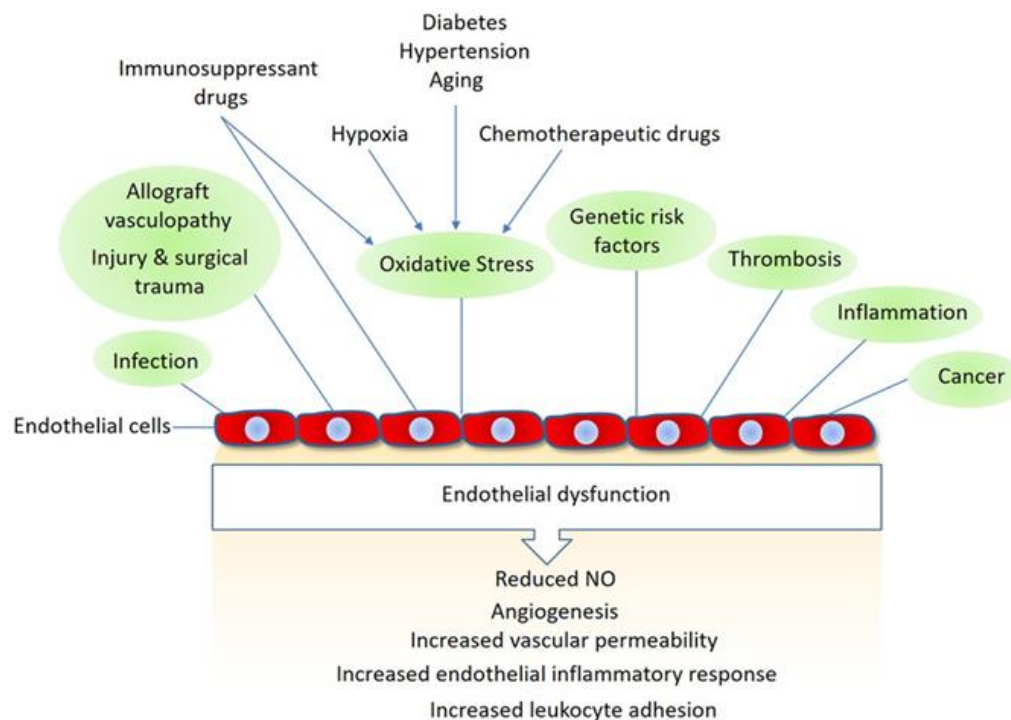 Diabetes
Hypertension
Aging
Immunosuppressant
drugs
Hypoxia
Chemotherapeutic drugs
Allograft
vasculopathy
Injury & surgical
trauma
Oxidative Stress
Genetic risk
factors
Thrombosis
Inflammation
Infection
Cancer
Endothelial cells
Endothelial dysfunction
Reduced NO
Angiogenesis
Increased vascular permeability
Increased endothelial inflammatory response
Increased leukocyte adhesion